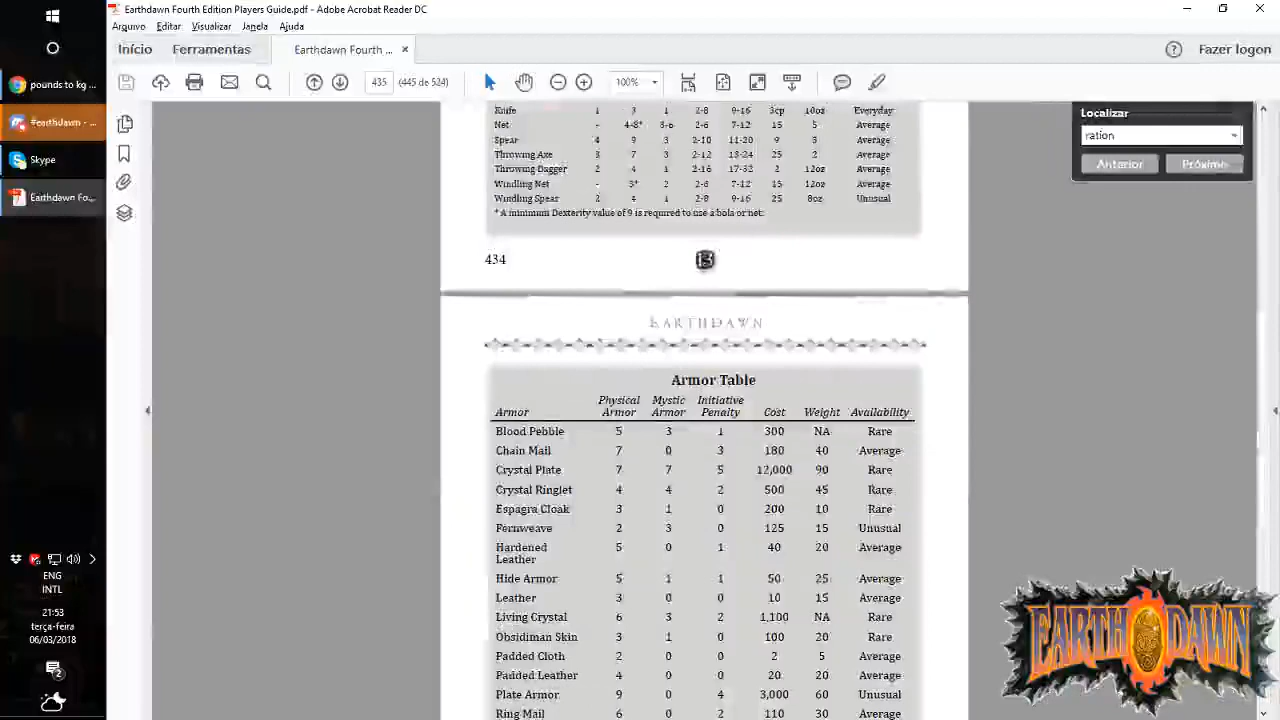 Earthdawn Fourth Edition Players Guide.pdf - Adobe Acrobat Reader DC
Arquivo Editar Visualizar Janela Ajuda
Início Ferramentas Earthdawn Fourth ... × Fazer logon
435 (445 de 524) 100%
pounds to kg ...
#earthdawn - ...
Skype
Earthdawn Fo...
Localizar
ration
Anterior Próximo
Knife 1 3 1 2-8 9-16 3cp 10oz Everyday
Net - 4-8* 3-6 2-6 7-12 15 5 Average
Spear 4 9 3 2-10 11-20 9 3 Average
Throwing Axe 3 7 3 2-12 13-24 25 2 Average
Throwing Dagger 2 4 1 2-16 17-32 2 12oz Average
Windling Net - 3* 2 2-6 7-12 15 12oz Average
Windling Spear 2 4 1 2-8 9-16 25 8oz Unusual
* A minimum Dexterity value of 9 is required to use a bola or net.
434
EARTHDAWN
Armor Table
Armor Physical Armor Mystic Armor Initiative Penalty Cost Weight Availability
Blood Pebble 5 3 1 300 NA Rare
Chain Mail 7 0 3 180 40 Average
Crystal Plate 7 7 5 12,000 90 Rare
Crystal Ringlet 4 4 2 500 45 Rare
Espagra Cloak 3 1 0 200 10 Rare
Fernweave 2 3 0 125 15 Unusual
Hardened Leather 5 0 1 40 20 Average
Hide Armor 5 1 1 50 25 Average
Leather 3 0 0 10 15 Average
Living Crystal 6 3 2 1,100 NA Rare
Obsidiman Skin 3 1 0 100 20 Rare
Padded Cloth 2 0 0 2 5 Average
Padded Leather 4 0 0 20 20 Average
Plate Armor 9 0 4 3,000 60 Unusual
Ring Mail 6 0 2 110 30 Average
ENG
INTL
21:53
terça-feira
06/03/2018
2
EARTHDAWN